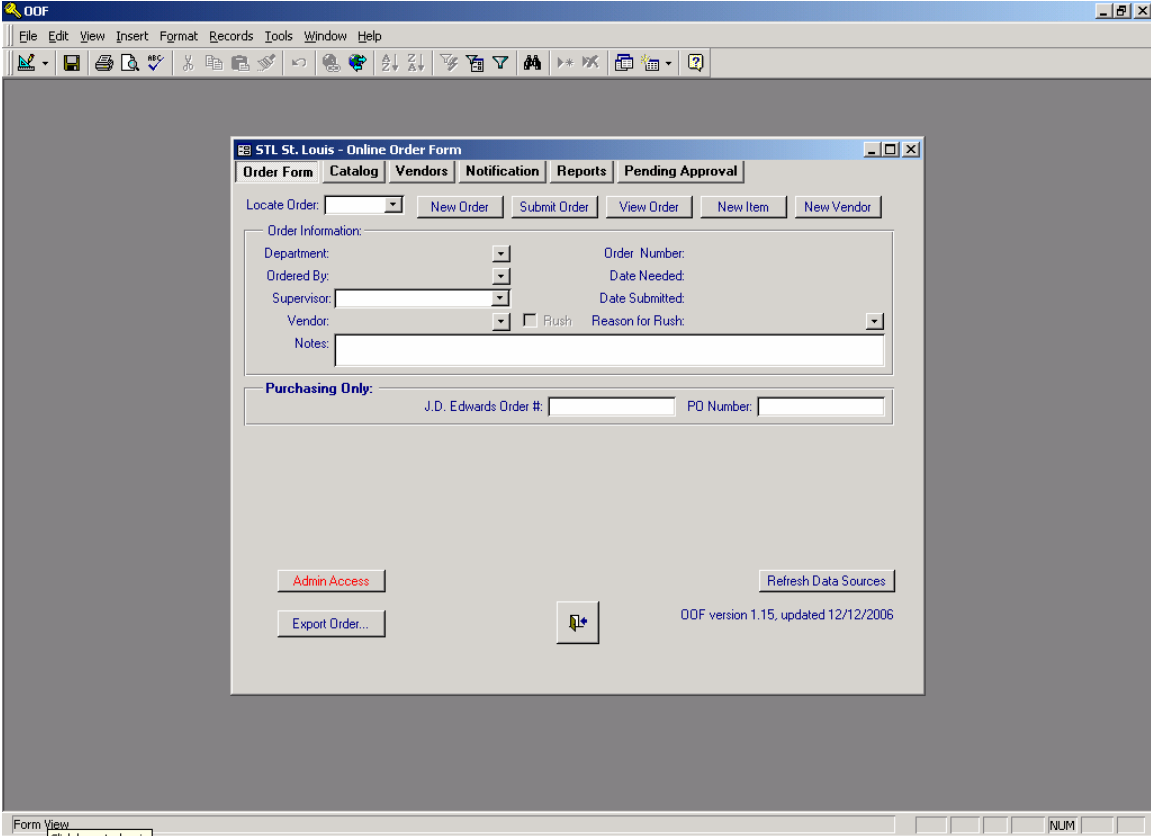 OOF
File Edit View Insert Format Records Tools Window Help
STL St. Louis - Online Order Form
Order Form Catalog Vendors Notification Reports Pending Approval
Locate Order: New Order Submit Order View Order New Item New Vendor
Order Information:
Department: Order Number:
Ordered By: Date Needed:
Supervisor: Date Submitted:
Vendor: Rush Reason for Rush:
Notes:
Purchasing Only:
J.D. Edwards Order #: PO Number:
Admin Access Refresh Data Sources
Export Order... OOF version 1.15, updated 12/12/2006
Form View NUM